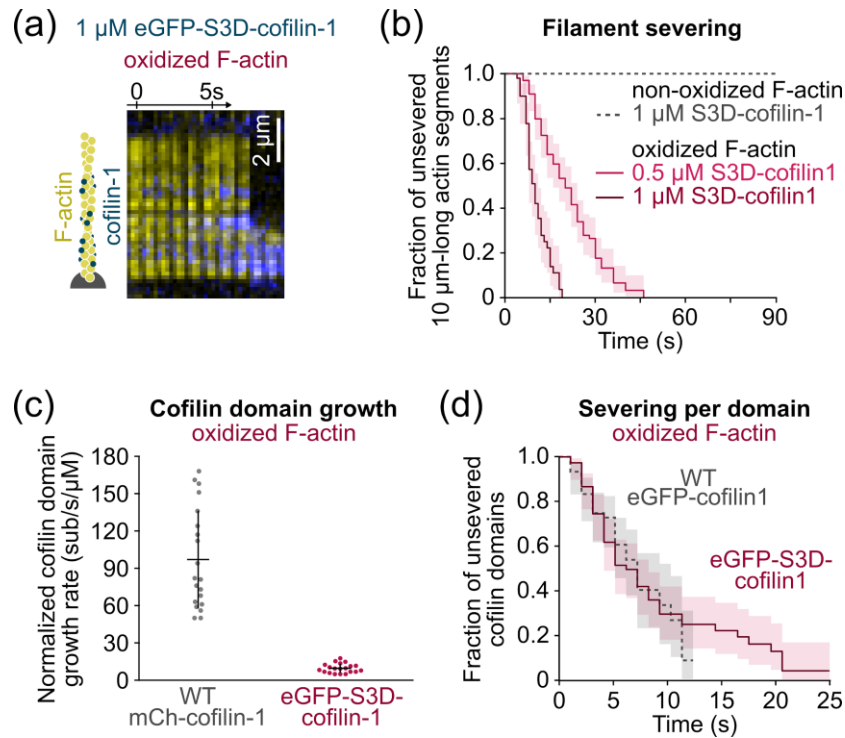 (a)
1 µM eGFP-S3D-cofilin-1
oxidized F-actin
0
5s
2 µm
F-actin
cofilin-1
(b)
Filament severing
Fraction of unsevered
10 µm-long actin segments
1.0
0.8
0.6
0.4
0.2
0
non-oxidized F-actin
1 µM S3D-cofilin-1
oxidized F-actin
0.5 µM S3D-cofilin1
1 µM S3D-cofilin1
0
30
60
90
Time (s)
(c)
Cofilin domain growth
oxidized F-actin
Normalized cofilin domain
growth rate (sub/s/µM)
180
150
120
90
60
30
0
WT
mCh-cofilin-1
eGFP-S3D-
cofilin-1
(d)
Severing per domain
oxidized F-actin
Fraction of unsevered
cofilin domains
1.0
0.8
0.6
0.4
0.2
0
WT
eGFP-cofilin1
eGFP-S3D-
cofilin1
0
5
10
15
20
25
Time (s)